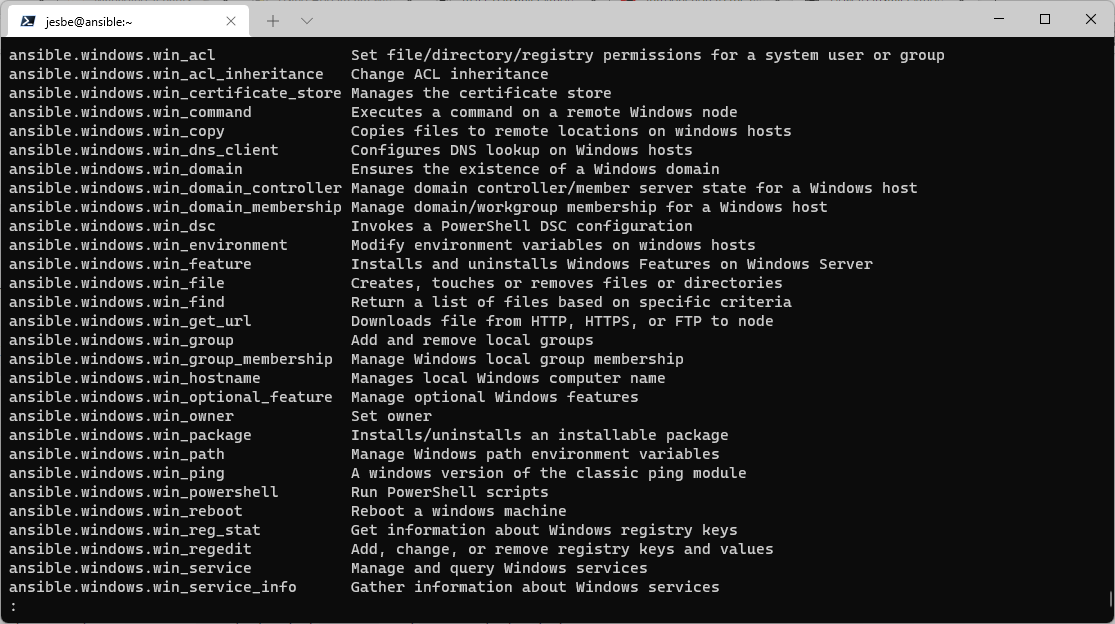 jesbe@ansible:~
ansible.windows.win_acl Set file/directory/registry permissions for a system user or group
ansible.windows.win_acl_inheritance Change ACL inheritance
ansible.windows.win_certificate_store Manages the certificate store
ansible.windows.win_command Executes a command on a remote Windows node
ansible.windows.win_copy Copies files to remote locations on windows hosts
ansible.windows.win_dns_client Configures DNS lookup on Windows hosts
ansible.windows.win_domain Ensures the existence of a Windows domain
ansible.windows.win_domain_controller Manage domain controller/member server state for a Windows host
ansible.windows.win_domain_membership Manage domain/workgroup membership for a Windows host
ansible.windows.win_dsc Invokes a PowerShell DSC configuration
ansible.windows.win_environment Modify environment variables on windows hosts
ansible.windows.win_feature Installs and uninstalls Windows Features on Windows Server
ansible.windows.win_file Creates, touches or removes files or directories
ansible.windows.win_find Return a list of files based on specific criteria
ansible.windows.win_get_url Downloads file from HTTP, HTTPS, or FTP to node
ansible.windows.win_group Add and remove local groups
ansible.windows.win_group_membership Manage Windows local group membership
ansible.windows.win_hostname Manages local Windows computer name
ansible.windows.win_optional_feature Manage optional Windows features
ansible.windows.win_owner Set owner
ansible.windows.win_package Installs/uninstalls an installable package
ansible.windows.win_path Manage Windows path environment variables
ansible.windows.win_ping A windows version of the classic ping module
ansible.windows.win_powershell Run PowerShell scripts
ansible.windows.win_reboot Reboot a windows machine
ansible.windows.win_reg_stat Get information about Windows registry keys
ansible.windows.win_regedit Add, change, or remove registry keys and values
ansible.windows.win_service Manage and query Windows services
ansible.windows.win_service_info Gather information about Windows services
: